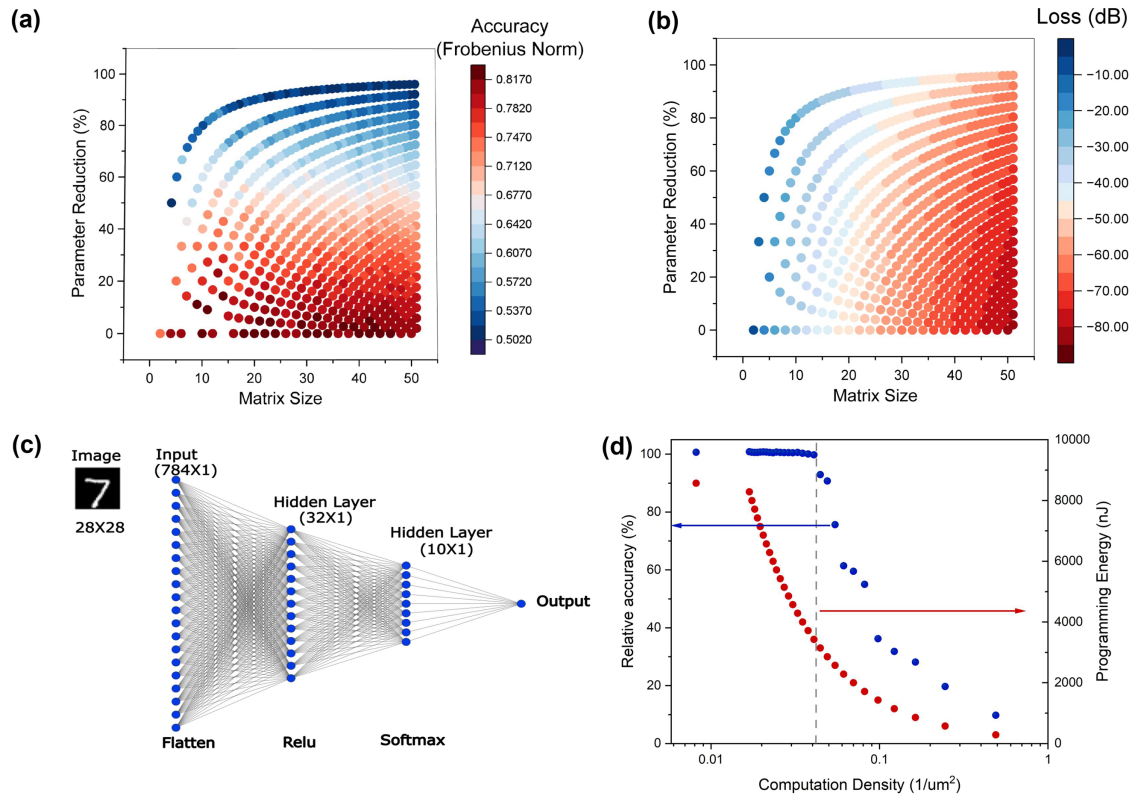 (a)
Accuracy
(Frobenius Norm)
0.8170
0.7820
0.7470
0.7120
0.6770
0.6420
0.6070
0.5720
0.5370
0.5020
Parameter Reduction (%)
100
80
60
40
20
0
0 10 20 30 40 50
Matrix Size
(b)
Loss (dB)
-10.00
-20.00
-30.00
-40.00
-50.00
-60.00
-70.00
-80.00
Parameter Reduction (%)
100
80
60
40
20
0
0 10 20 30 40 50
Matrix Size
(c)
Image
7
28X28
Input
(784X1)
Hidden Layer
(32X1)
Hidden Layer
(10X1)
Output
Flatten
Relu
Softmax
(d)
Relative accuracy (%)
100
80
60
40
20
0
10000
8000
6000
4000
2000
0
Programming Energy (nJ)
0.01 0.1 1
Computation Density (1/um²)